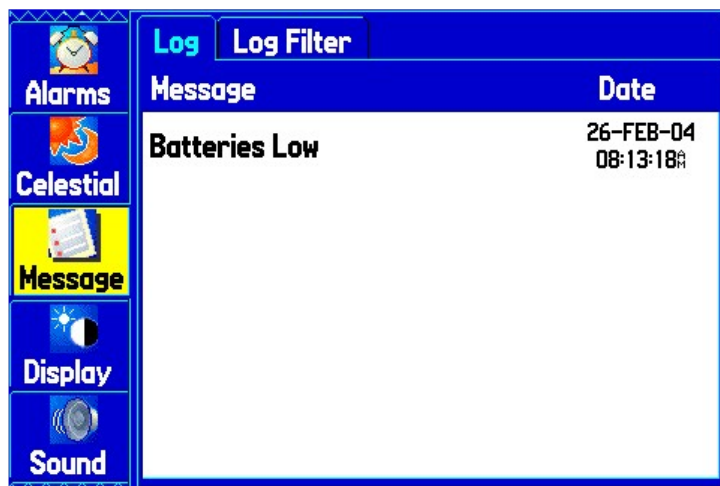 Log Log Filter
Alarms
Message Date
Batteries Low 26-FEB-04
08:13:18AM
Celestial
Message
Display
Sound